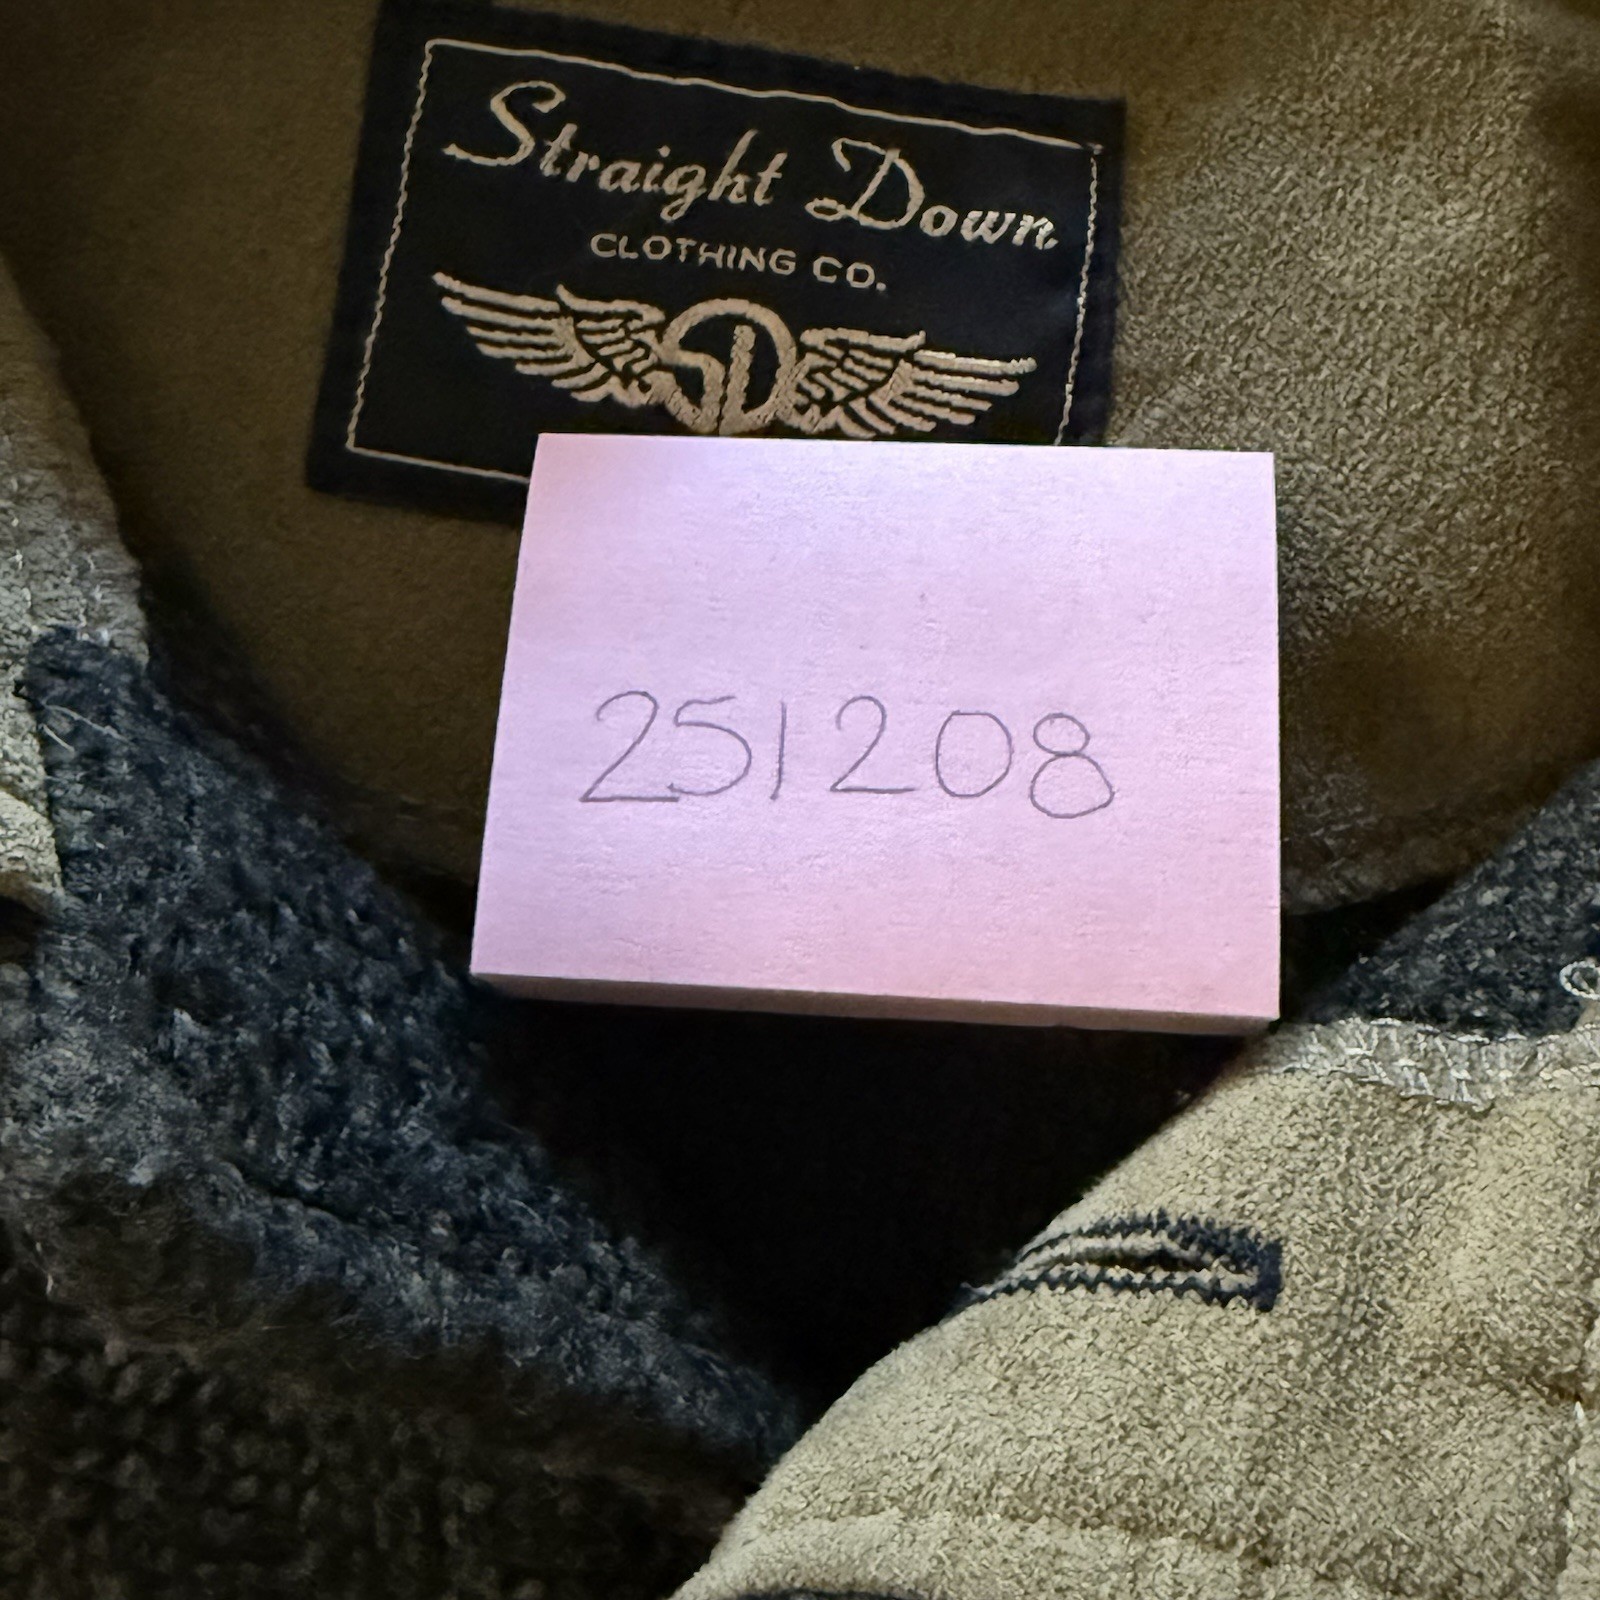 Straight Down
CLOTHING CO.
SD
251208